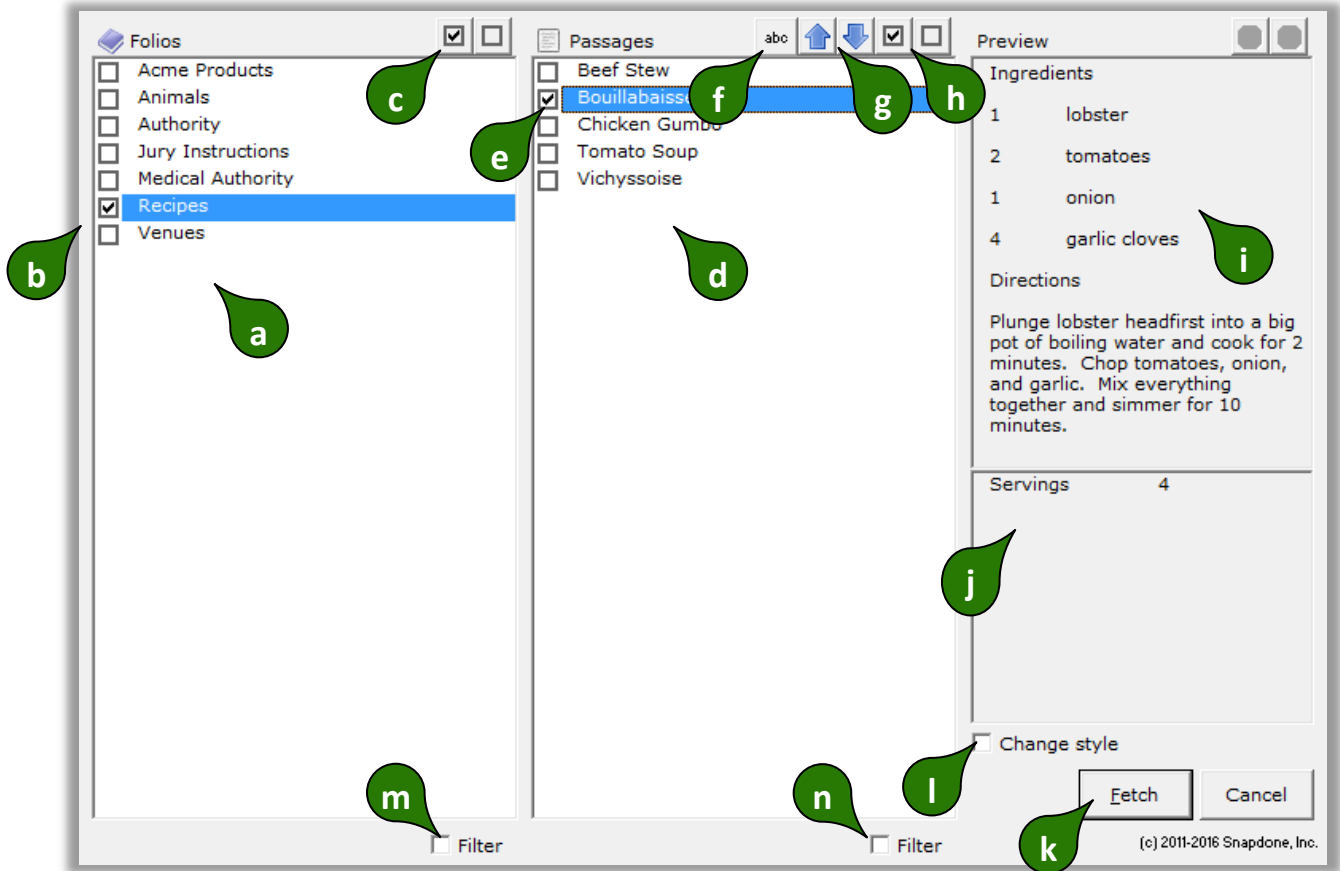 Folios
Passages
abc
Preview
Acme Products
Animals
Authority
Jury Instructions
Medical Authority
Recipes
Venues
Beef Stew
Bouillabaisse
Chicken Gumbo
Tomato Soup
Vichyssoise
Ingredients
1 lobster
2 tomatoes
1 onion
4 garlic cloves
Directions
Plunge lobster headfirst into a big
pot of boiling water and cook for 2
minutes. Chop tomatoes, onion,
and garlic. Mix everything
together and simmer for 10
minutes.
Servings 4
Change style
Fetch
Cancel
Filter
Filter
(c) 2011-2016 Snapdone, Inc.
a
b
c
d
e
f
g
h
i
j
k
l
m
n